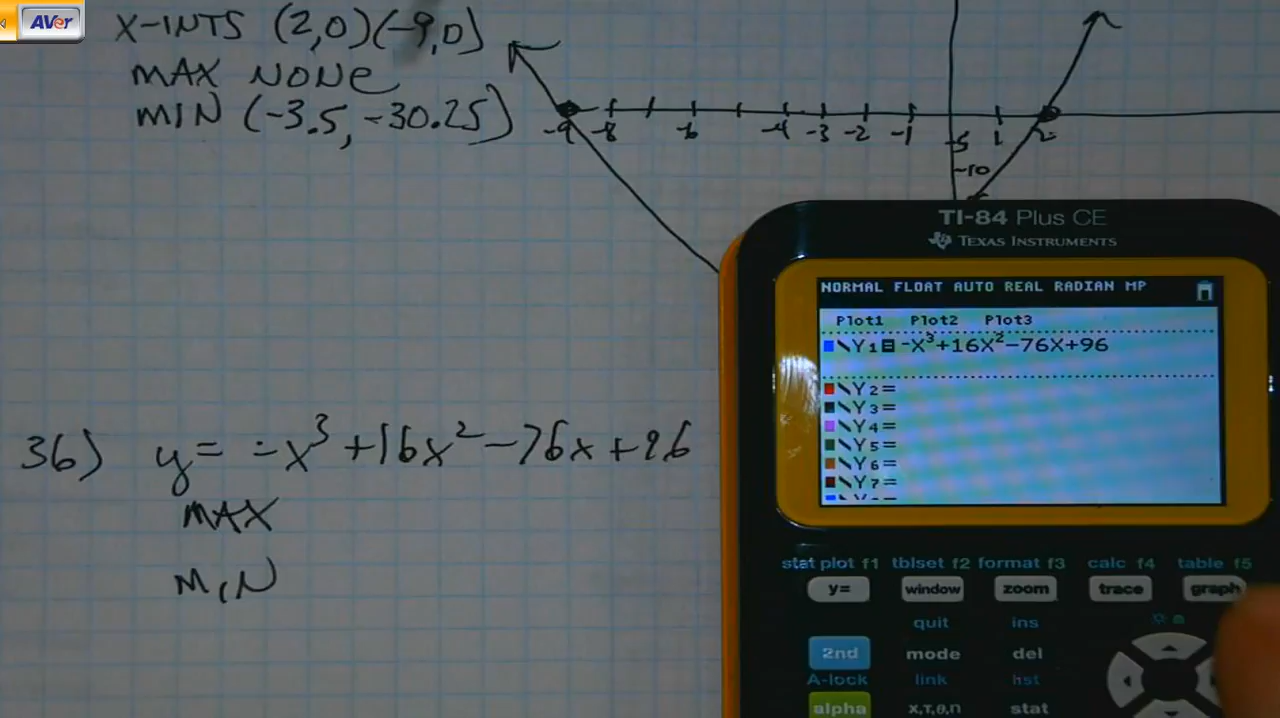 AVer
X-INTS (2,0)(-9,0)
MAX NONE
MIN (-3.5, -30.25)
-9 -8 -6 -4 -3 -2 -1 1 2
-5
-10
TI-84 Plus CE
TEXAS INSTRUMENTS
NORMAL FLOAT AUTO REAL RADIAN MP
Plot1 Plot2 Plot3
\Y1=-X³+16X²-76X+96
\Y2=
\Y3=
\Y4=
\Y5=
\Y6=
\Y7=
36) y= -x³+16x²-76x+96
MAX
MIN
stat plot f1 tblset f2 format f3 calc f4 table f5
y= window zoom trace graph
quit ins
2nd mode del
A-lock link list
alpha X,T,θ,n stat